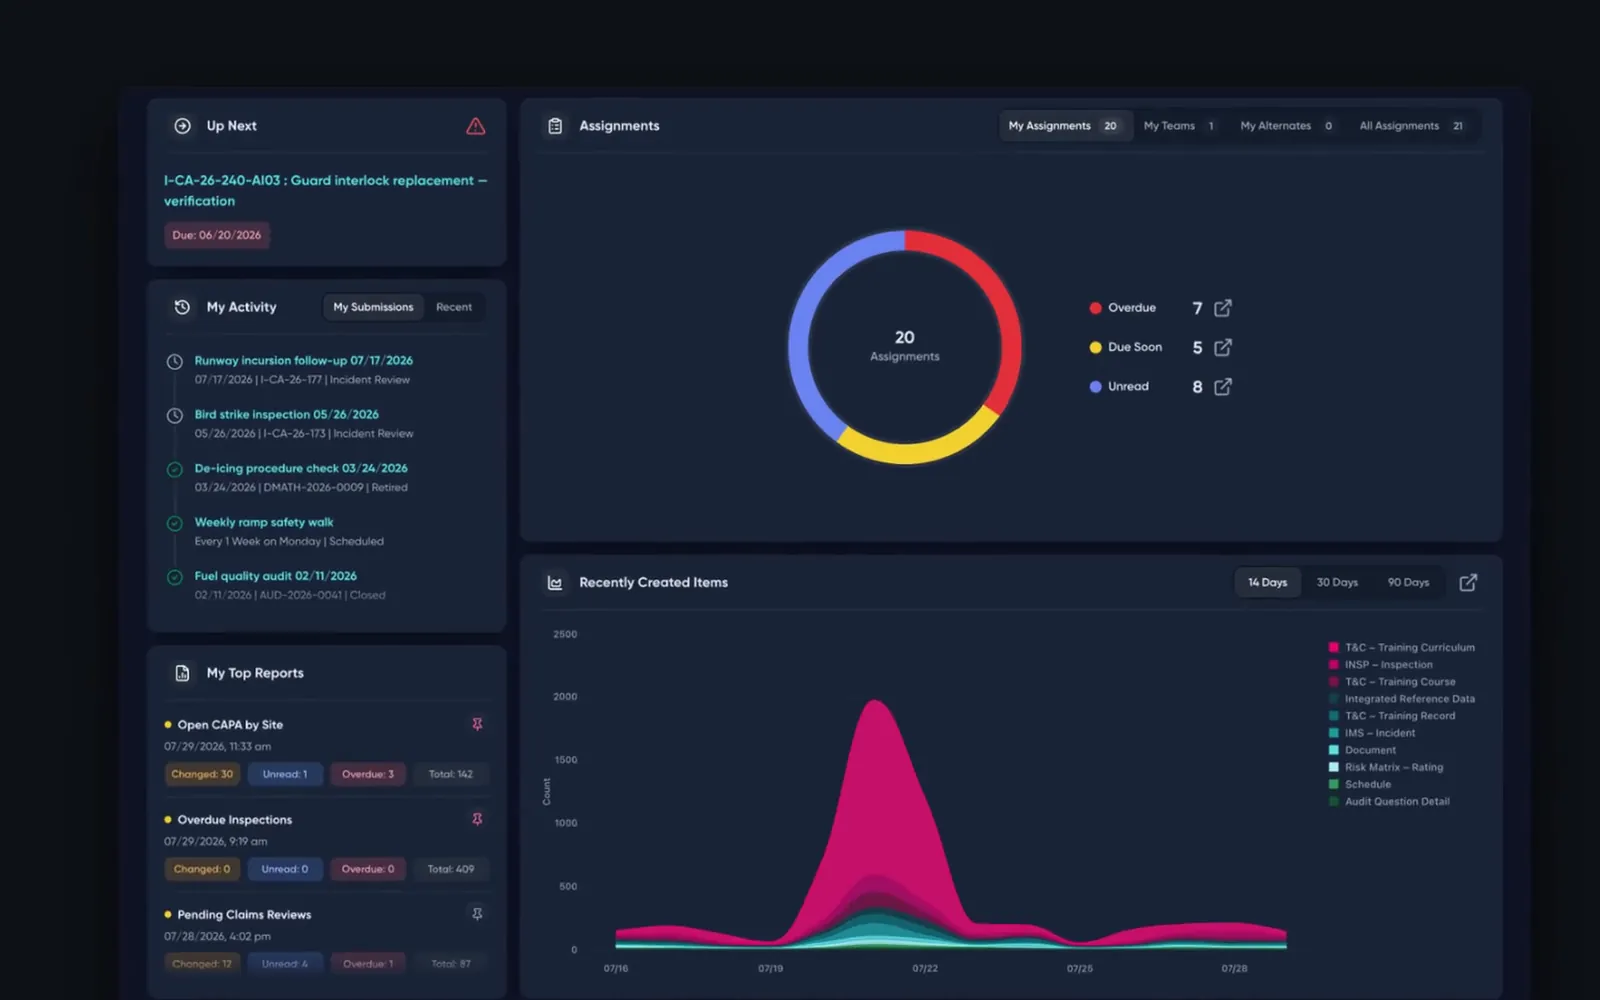 Up Next
I-CA-26-240-AI03 : Guard interlock replacement –
verification
Due: 06/20/2026
My Activity
My Submissions
Recent
Runway incursion follow-up 07/17/2026
07/17/2026 | I-CA-26-177 | Incident Review
Bird strike inspection 05/26/2026
05/26/2026 | I-CA-26-173 | Incident Review
De-icing procedure check 03/24/2026
03/24/2026 | DMATH-2026-0009 | Retired
Weekly ramp safety walk
Every 1 Week on Monday | Scheduled
Fuel quality audit 02/11/2026
02/11/2026 | AUD-2026-0041 | Closed
My Top Reports
Open CAPA by Site
07/29/2026, 11:33 am
Changed: 30 Unread: 1 Overdue: 3 Total: 142
Overdue Inspections
07/29/2026, 9:19 am
Changed: 0 Unread: 0 Overdue: 0 Total: 409
Pending Claims Reviews
07/28/2026, 4:02 pm
Changed: 12 Unread: 4 Overdue: 1 Total: 87
Assignments
My Assignments 20 My Teams 1 My Alternates 0 All Assignments 21
20
Assignments
Overdue 7
Due Soon 5
Unread 8
Recently Created Items
14 Days 30 Days 90 Days
2500
2000
1500
1000
500
0
Count
07/16 07/19 07/22 07/25 07/28
T&C – Training Curriculum
INSP – Inspection
T&C – Training Course
Integrated Reference Data
T&C – Training Record
IMS – Incident
Document
Risk Matrix – Rating
Schedule
Audit Question Detail